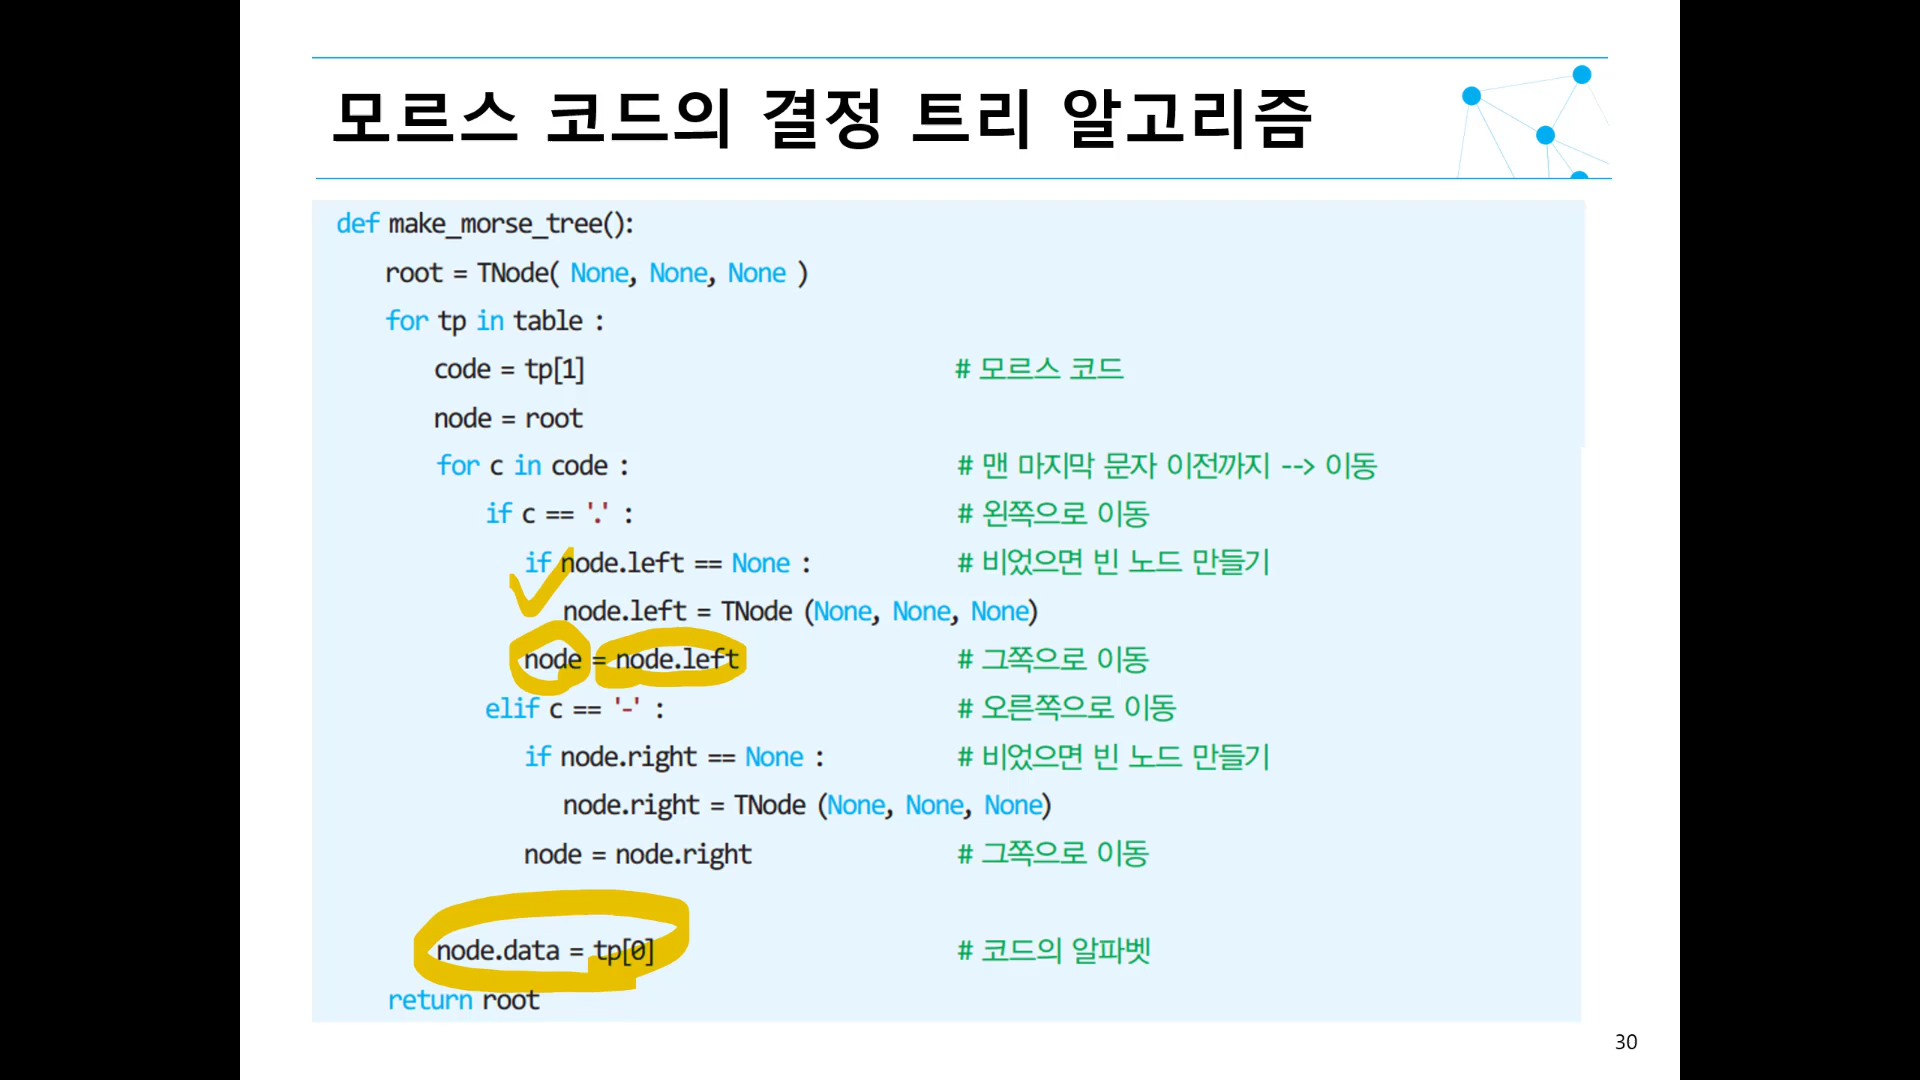 모르스 코드의 결정 트리 알고리즘
def make_morse_tree():
root = TNode( None, None, None )
for tp in table :
code = tp[1] # 모르스 코드
node = root
for c in code : # 맨 마지막 문자 이전까지 --> 이동
if c == '.' : # 왼쪽으로 이동
if node.left == None : # 비었으면 빈 노드 만들기
node.left = TNode (None, None, None)
node = node.left # 그쪽으로 이동
elif c == '-' : # 오른쪽으로 이동
if node.right == None : # 비었으면 빈 노드 만들기
node.right = TNode (None, None, None)
node = node.right # 그쪽으로 이동
node.data = tp[0] # 코드의 알파벳
return root
30